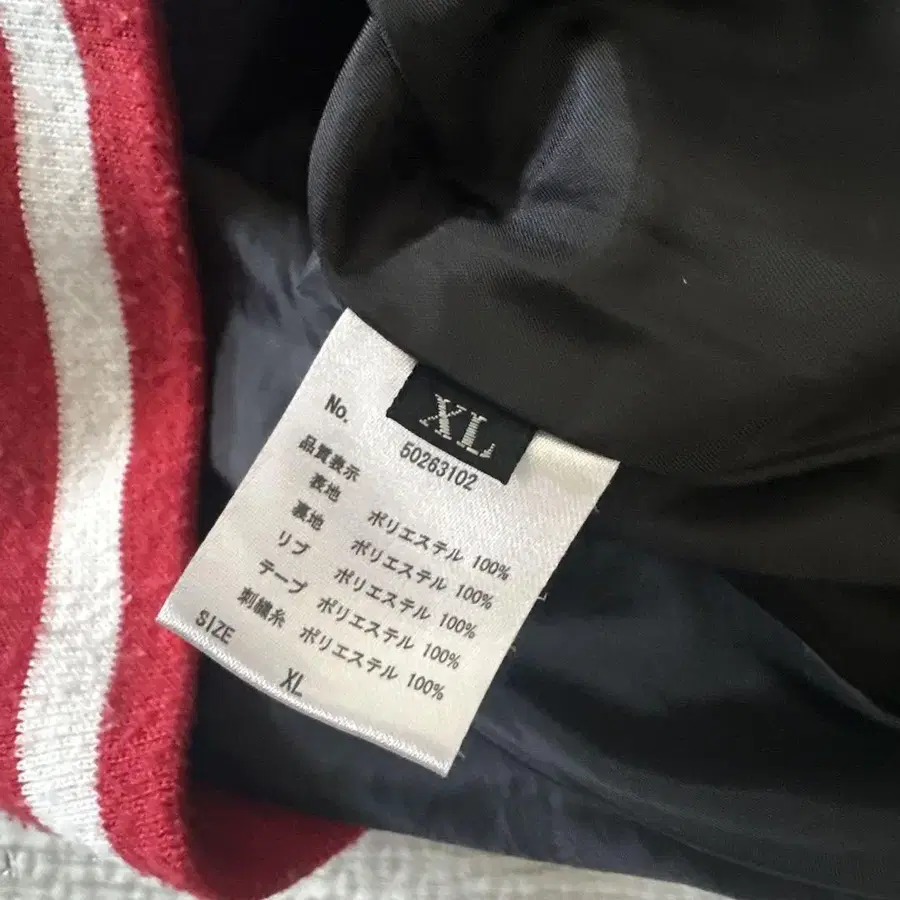 XL
No. 50263102
品質表示
表地 ポリエステル 100%
裏地 ポリエステル 100%
リブ ポリエステル 100%
テープ ポリエステル 100%
刺繍糸 ポリエステル 100%
SIZE XL